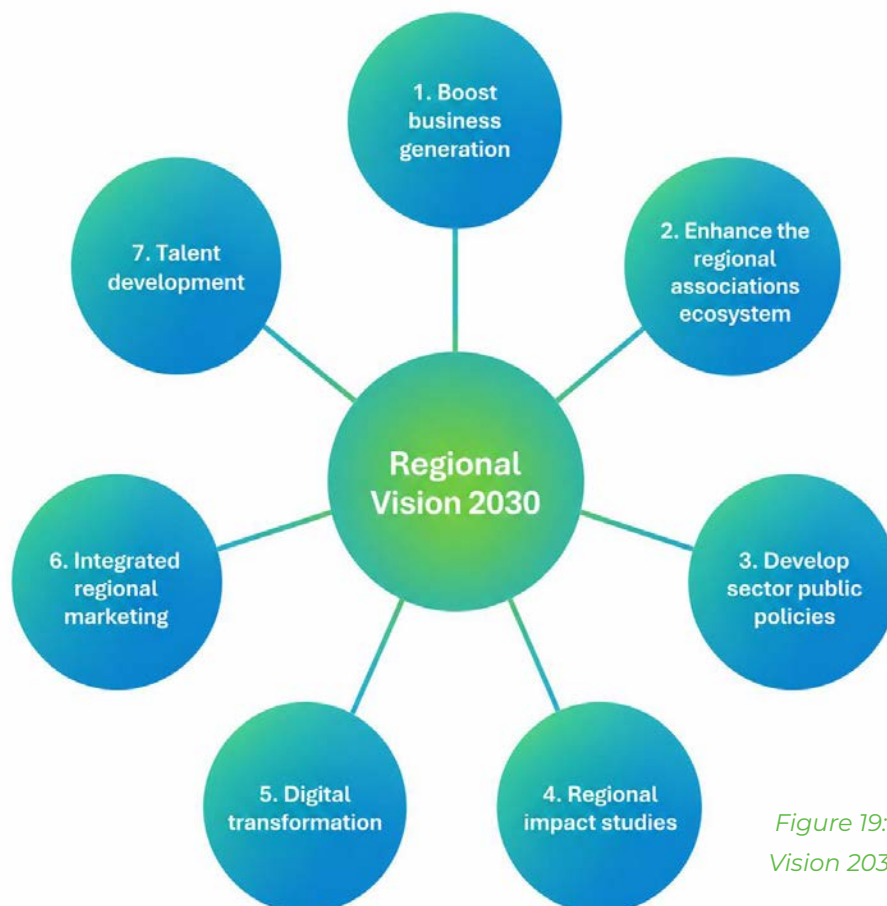 1. Boost
business
generation
2. Enhance the
regional
associations
ecosystem
3. Develop
sector public
policies
4. Regional
impact studies
5. Digital
transformation
6. Integrated
regional
marketing
7. Talent
development
Regional
Vision 2030
Figure 19:
Vision 203